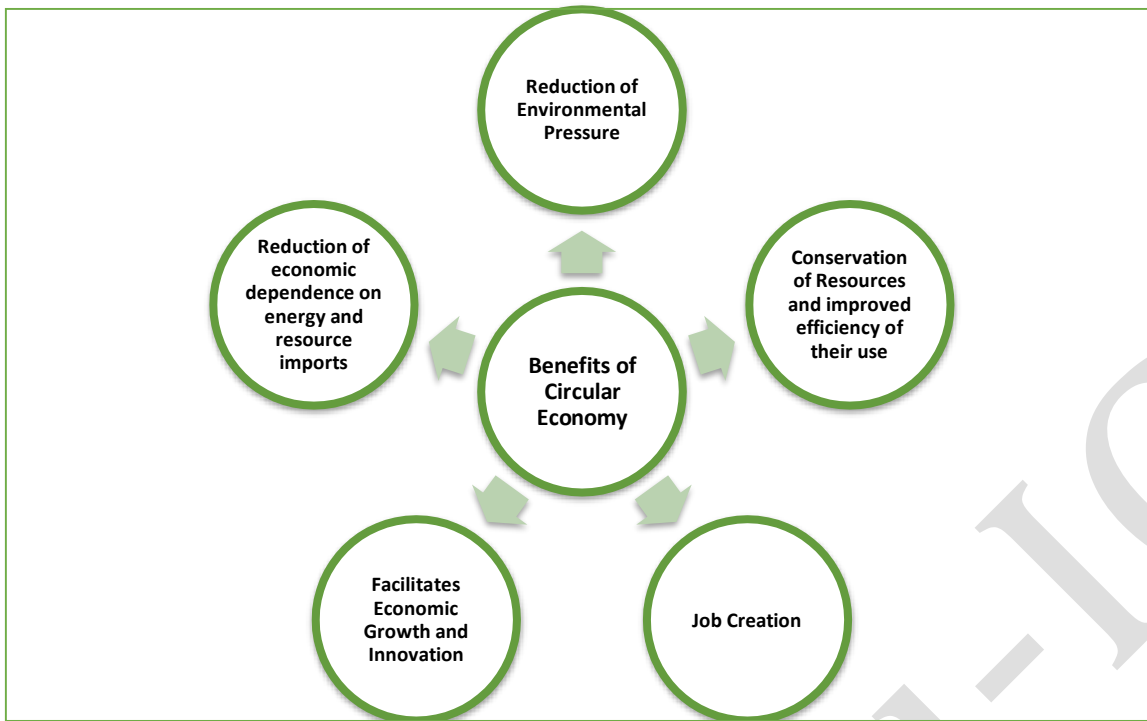 Reduction of
Environmental
Pressure
Reduction of
economic
dependence on
energy and
resource
imports
Conservation
of Resources
and improved
efficiency of
their use
Benefits of
Circular
Economy
Facilitates
Economic
Growth and
Innovation
Job Creation